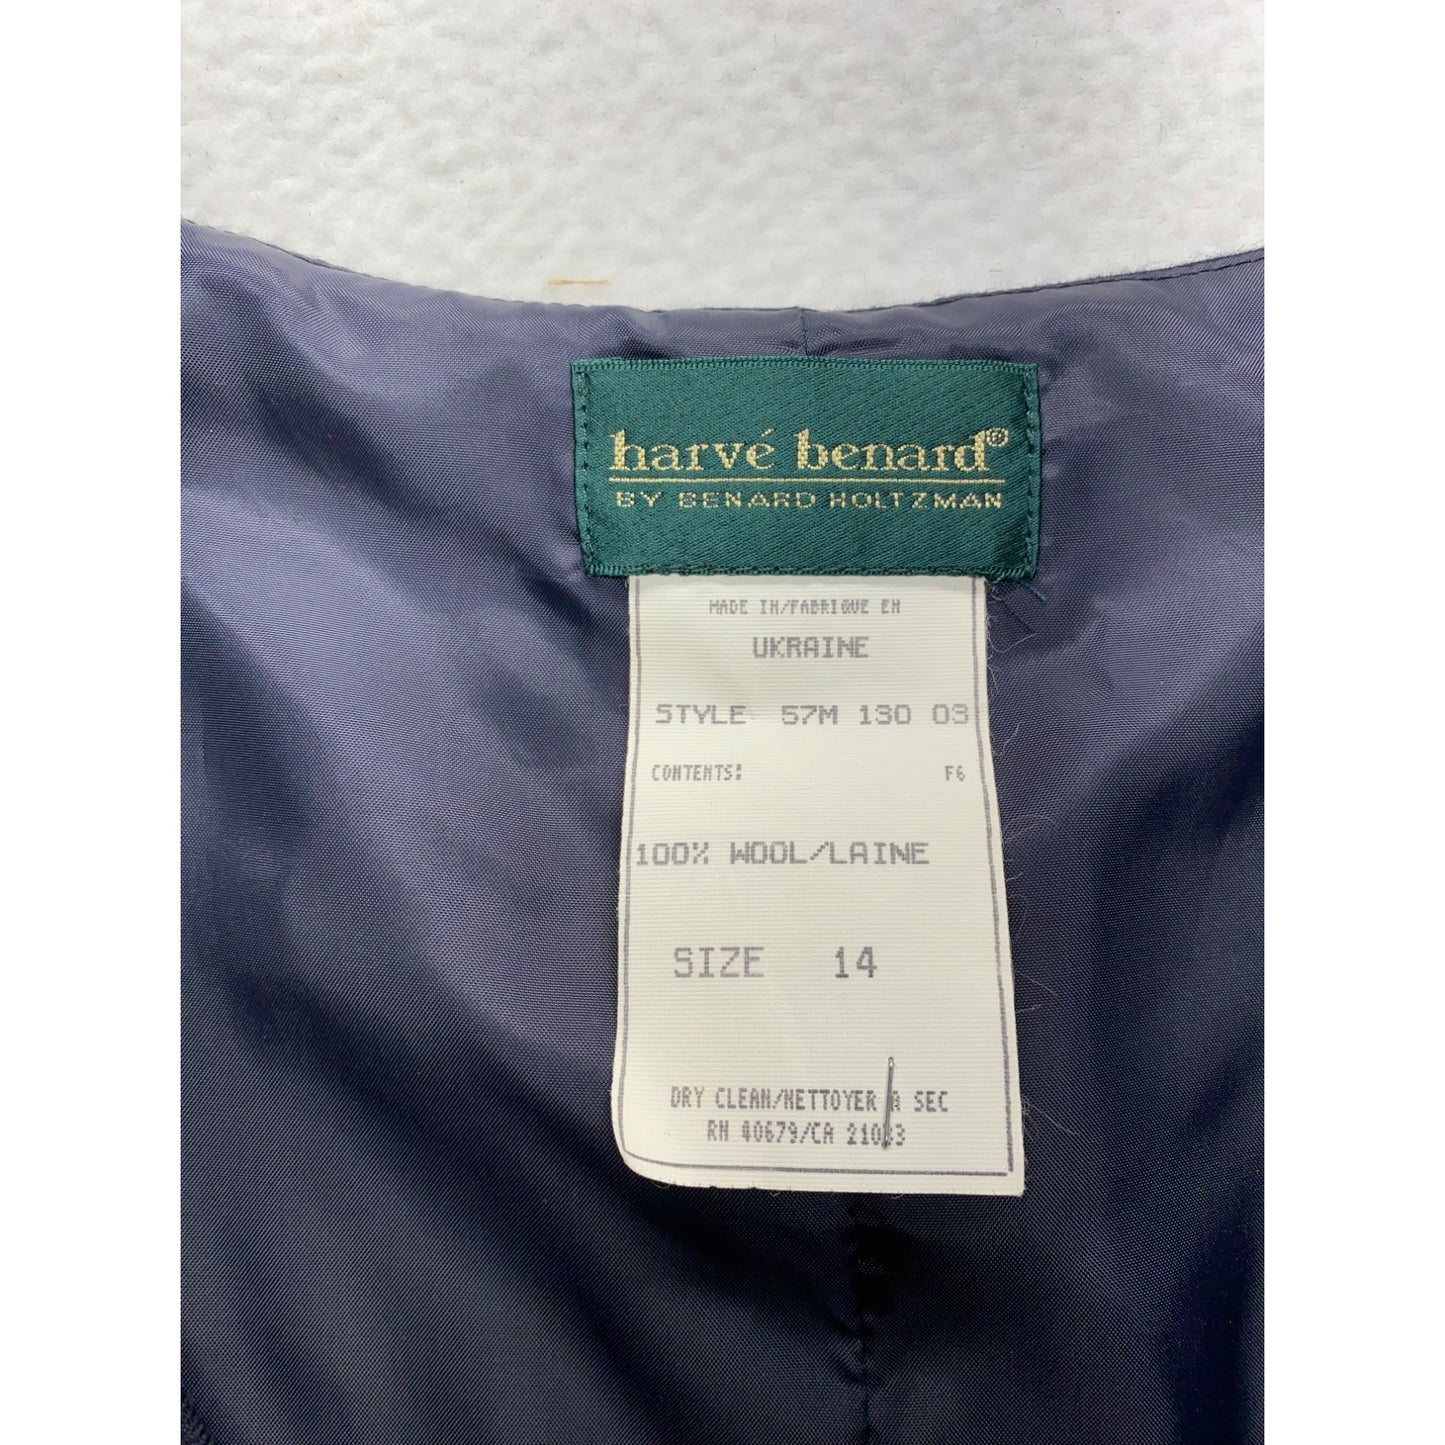 harvé benard®
BY BENARD HOLTZMAN
MADE IN/FABRIQUE EN
UKRAINE
STYLE 57M 130 03
CONTENTS: F6
100% WOOL/LAINE
SIZE 14
DRY CLEAN/NETTOYER A SEC
RN 40679/CA